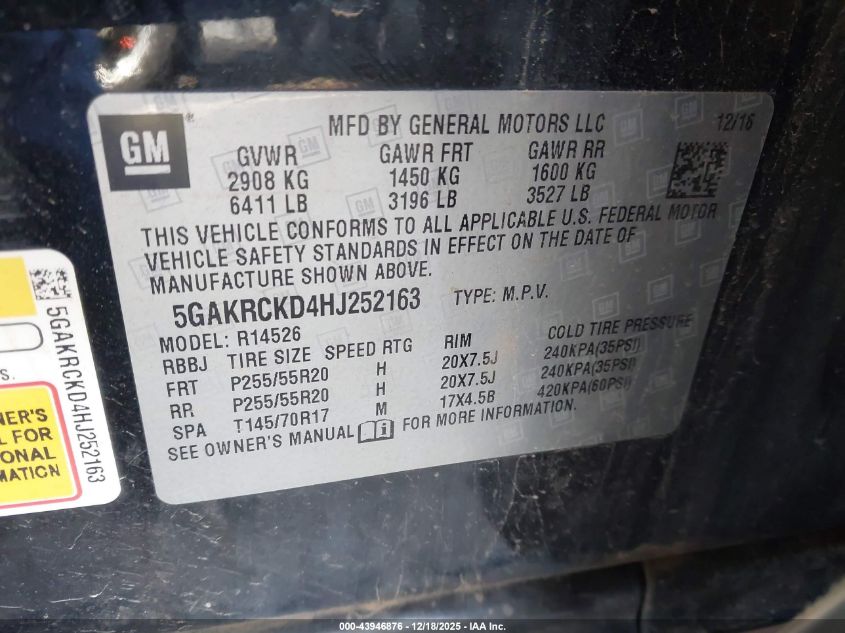 GM
®
MFD BY GENERAL MOTORS LLC
12/16
GVWR GAWR FRT GAWR RR
2908 KG 1450 KG 1600 KG
6411 LB 3196 LB 3527 LB
THIS VEHICLE CONFORMS TO ALL APPLICABLE U.S. FEDERAL MOTOR
VEHICLE SAFETY STANDARDS IN EFFECT ON THE DATE OF
MANUFACTURE SHOWN ABOVE.
5GAKRCKD4HJ252163 TYPE: M.P.V.
MODEL: R14526
RBBJ TIRE SIZE SPEED RTG RIM COLD TIRE PRESSURE
FRT P255/55R20 H 20X7.5J 240KPA(35PSI)
RR P255/55R20 H 20X7.5J 240KPA(35PSI)
SPA T145/70R17 M 17X4.5B 420KPA(60PSI)
SEE OWNER'S MANUAL FOR MORE INFORMATION.
5GAKRCKD4HJ252163
S.
NER'S
L FOR
ONAL
MATION
000-43946876 - 12/18/2025 - IAA Inc.